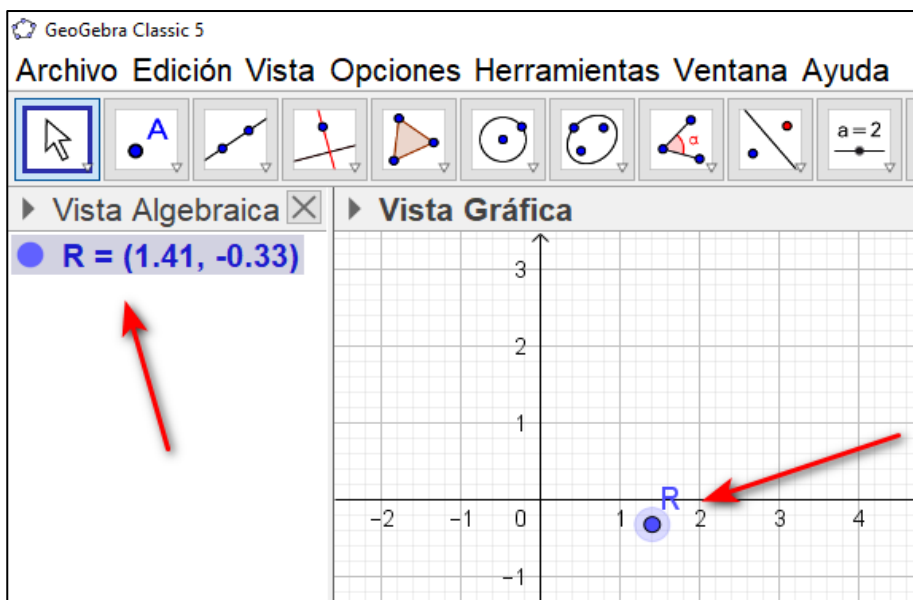 GeoGebra Classic 5
Archivo Edición Vista Opciones Herramientas Ventana Ayuda
A
α
a=2
Vista Algebraica
Vista Gráfica
R = (1.41, -0.33)
3
2
1
R
−2 −1 0 1 2 3 4
−1